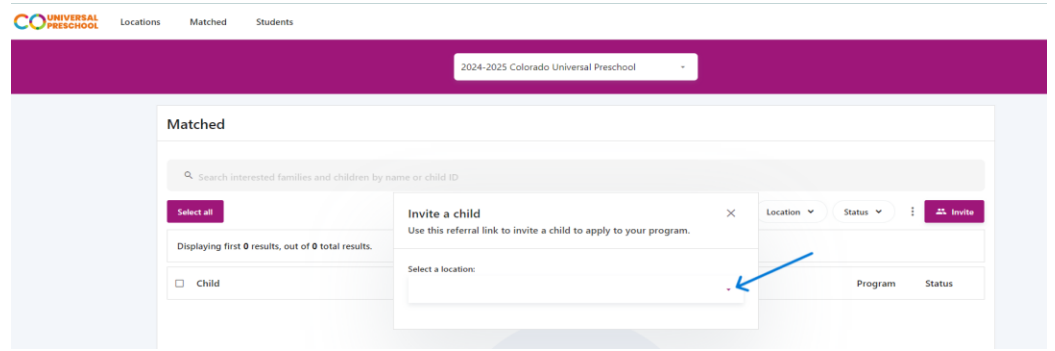 CO UNIVERSAL PRESCHOOL
Locations Matched Students
2024-2025 Colorado Universal Preschool
Matched
Search interested families and children by name or child ID
Select all
Location Status Invite
Displaying first 0 results, out of 0 total results.
Child Program Status
Invite a child
Use this referral link to invite a child to apply to your program.
Select a location: